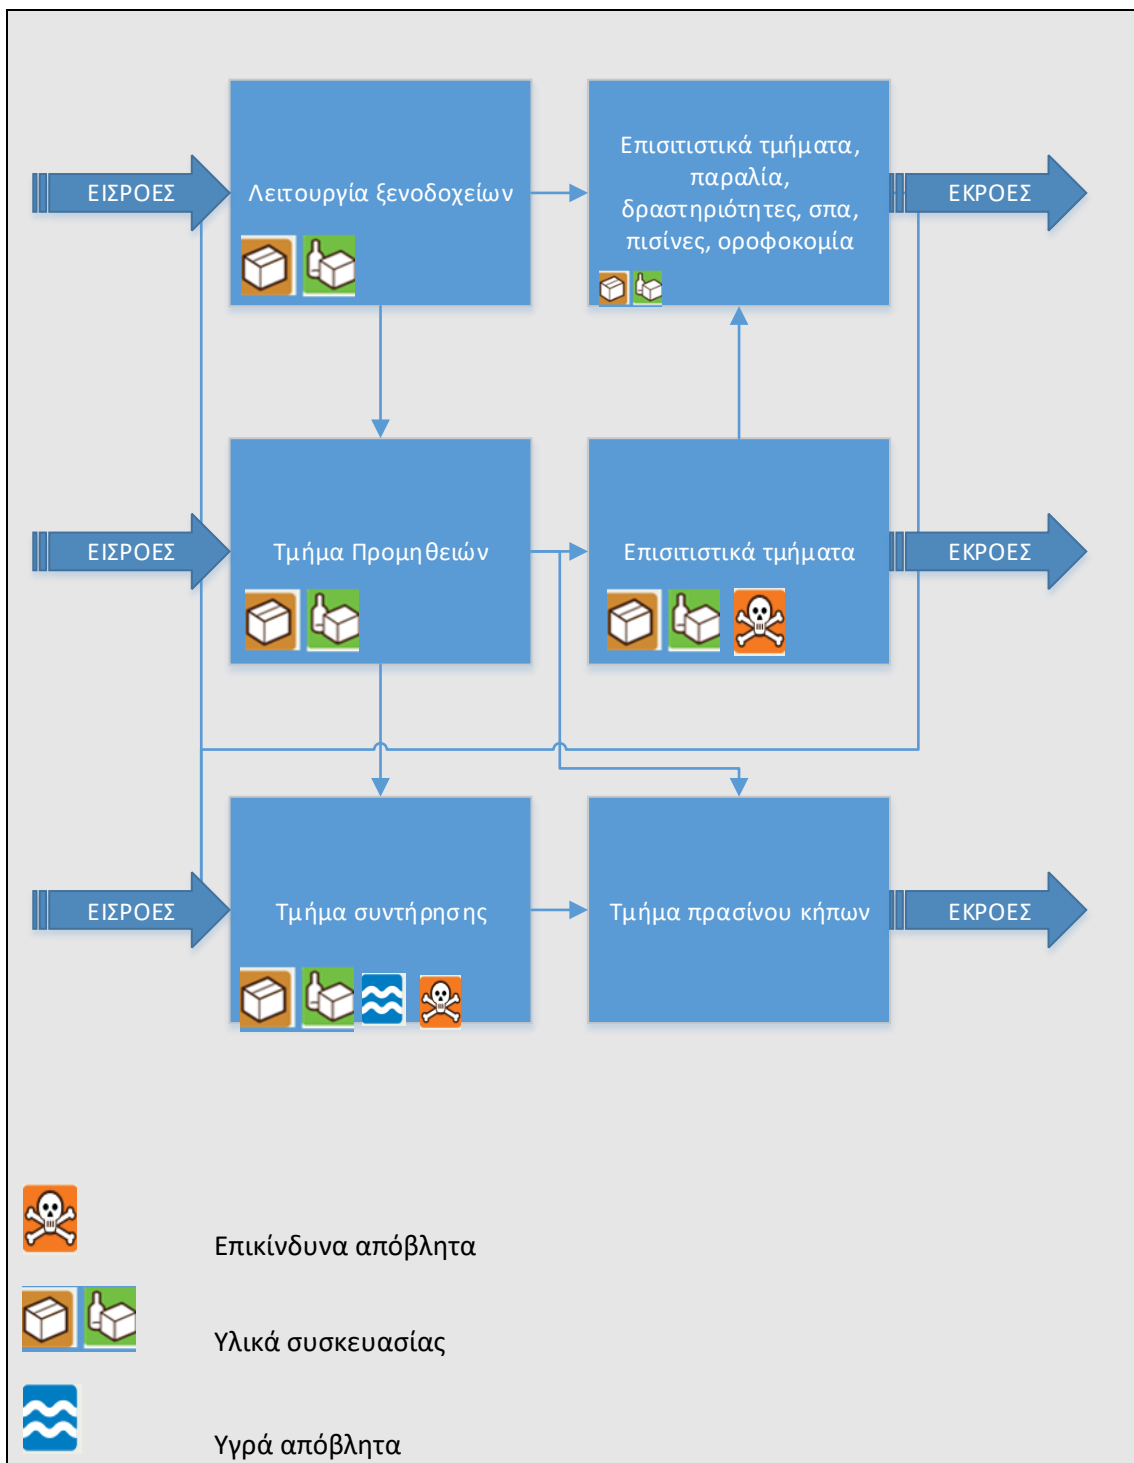 ΕΙΣΡΟΕΣ
Λειτουργία ξενοδοχείων
Επισιτιστικά τμήματα,
παραλία,
δραστηριότητες, σπα,
πισίνες, οροφοκομία
ΕΚΡΟΕΣ
ΕΙΣΡΟΕΣ
Τμήμα Προμηθειών
Επισιτιστικά τμήματα
ΕΚΡΟΕΣ
ΕΙΣΡΟΕΣ
Τμήμα συντήρησης
Τμήμα πρασίνου κήπων
ΕΚΡΟΕΣ
Επικίνδυνα απόβλητα
Υλικά συσκευασίας
Υγρά απόβλητα